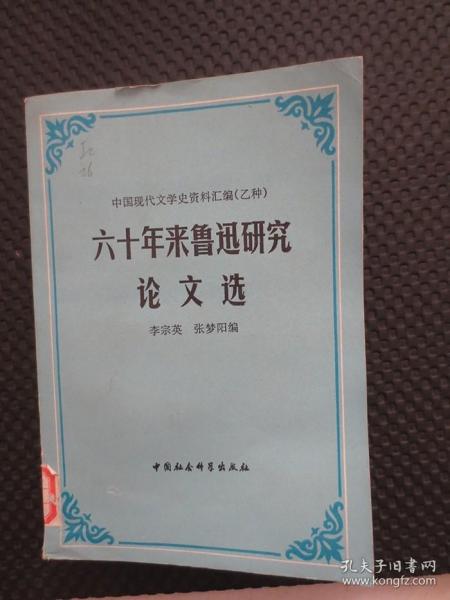 中国现代文学史资料汇编(乙种)
六十年来鲁迅研究
论文选
李宗英 张梦阳编
中国社会科学出版社
孔夫子旧书网
www.kongfz.com